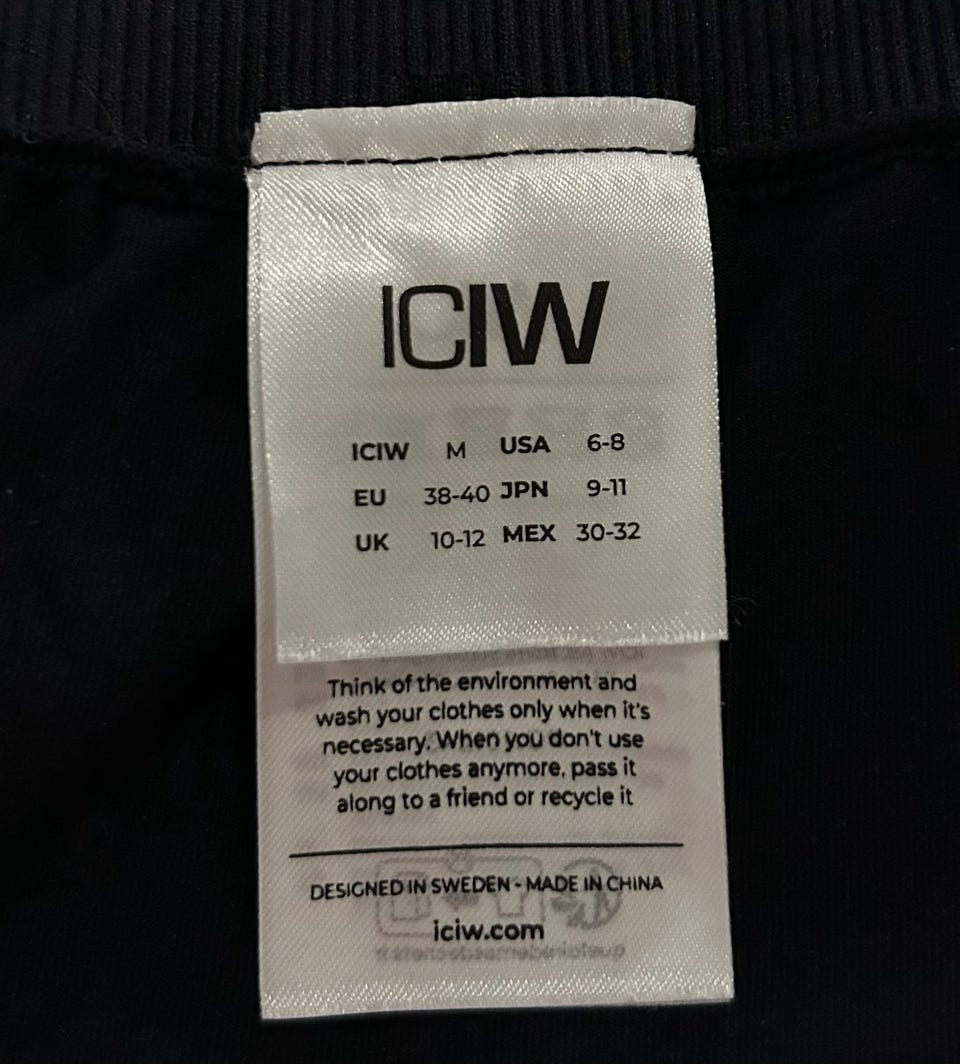 ICIW
ICIW M USA 6-8
EU 38-40 JPN 9-11
UK 10-12 MEX 30-32
Think of the environment and
wash your clothes only when it's
necessary. When you don't use
your clothes anymore, pass it
along to a friend or recycle it
DESIGNED IN SWEDEN - MADE IN CHINA
iciw.com